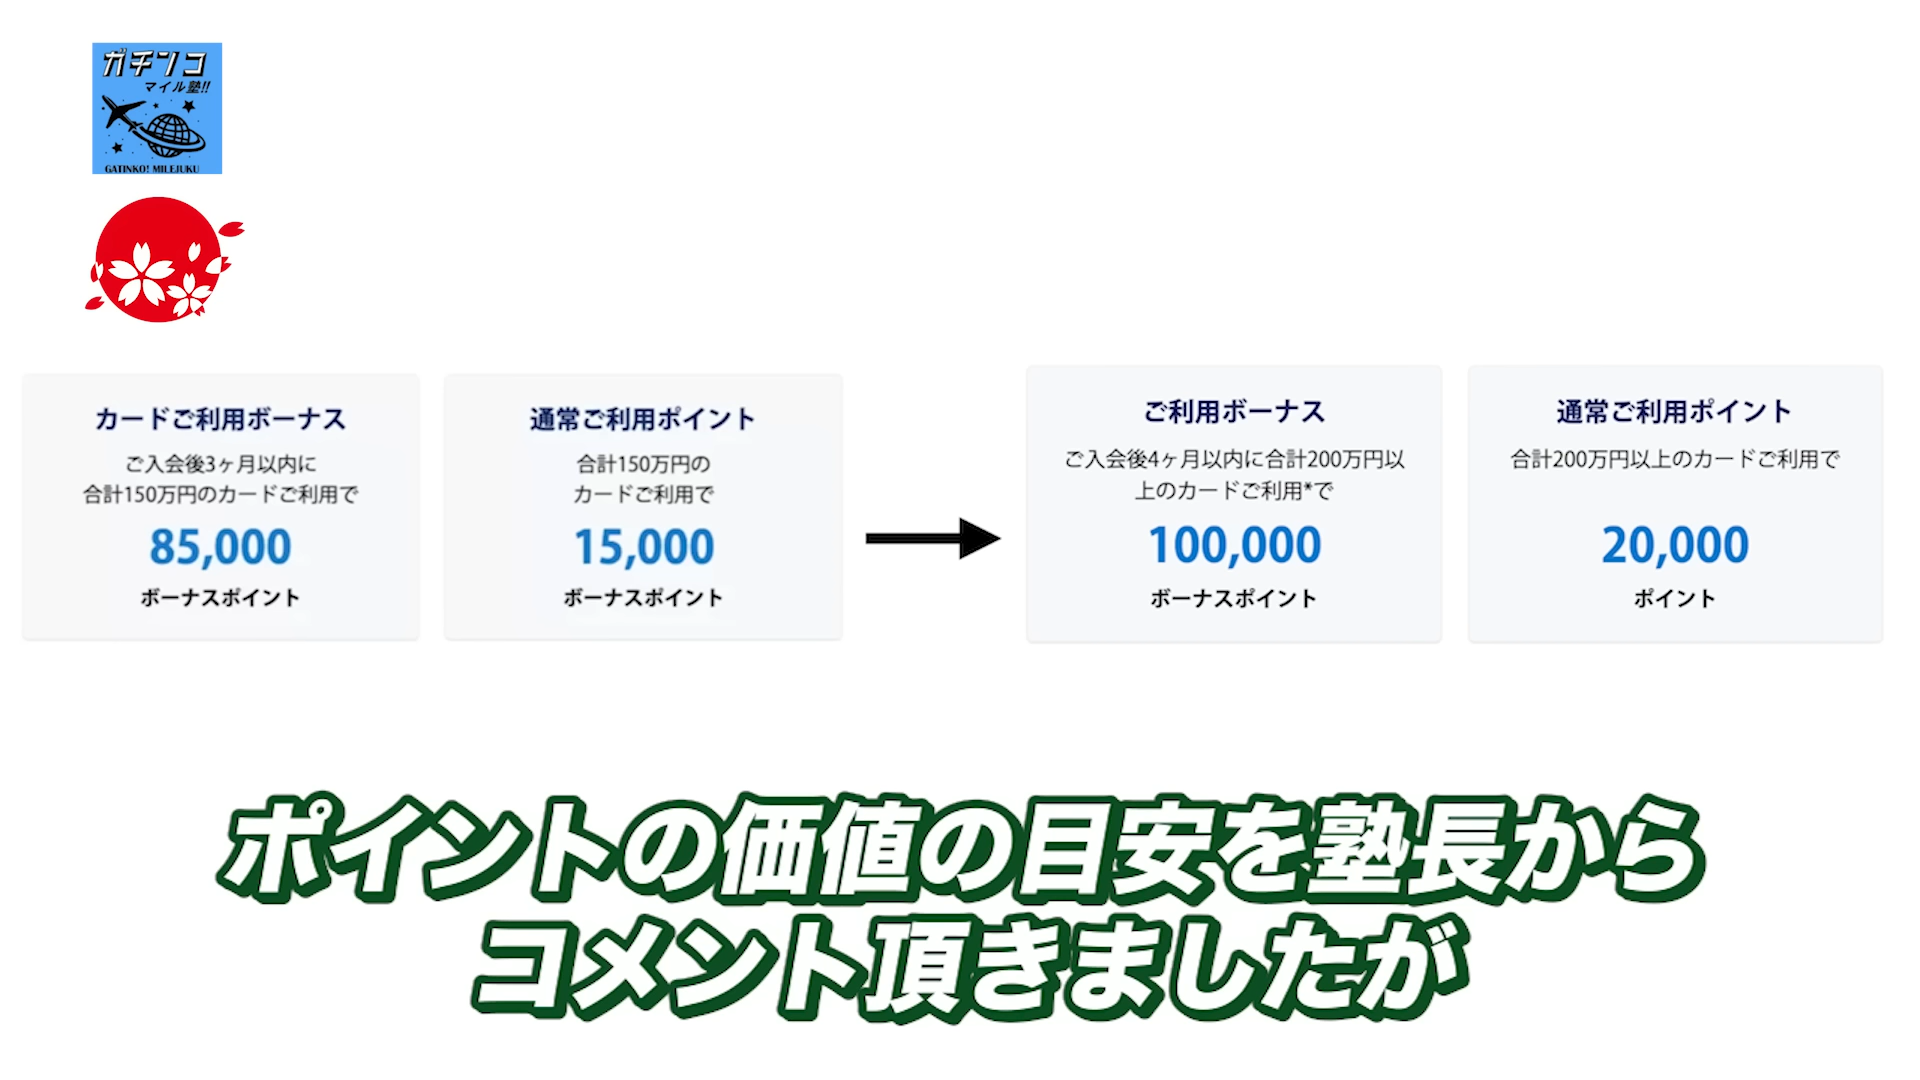 ガチンコ
マイル塾!!
GATINKO! MILEJUKU
カードご利用ボーナス
ご入会後3ヶ月以内に
合計150万円のカードご利用で
85,000
ボーナスポイント
通常ご利用ポイント
合計150万円の
カードご利用で
15,000
ボーナスポイント
ご利用ボーナス
ご入会後4ヶ月以内に合計200万円以
上のカードご利用*で
100,000
ボーナスポイント
通常ご利用ポイント
合計200万円以上のカードご利用で
20,000
ポイント
ポイントの価値の目安を塾長から
コメント頂きましたが